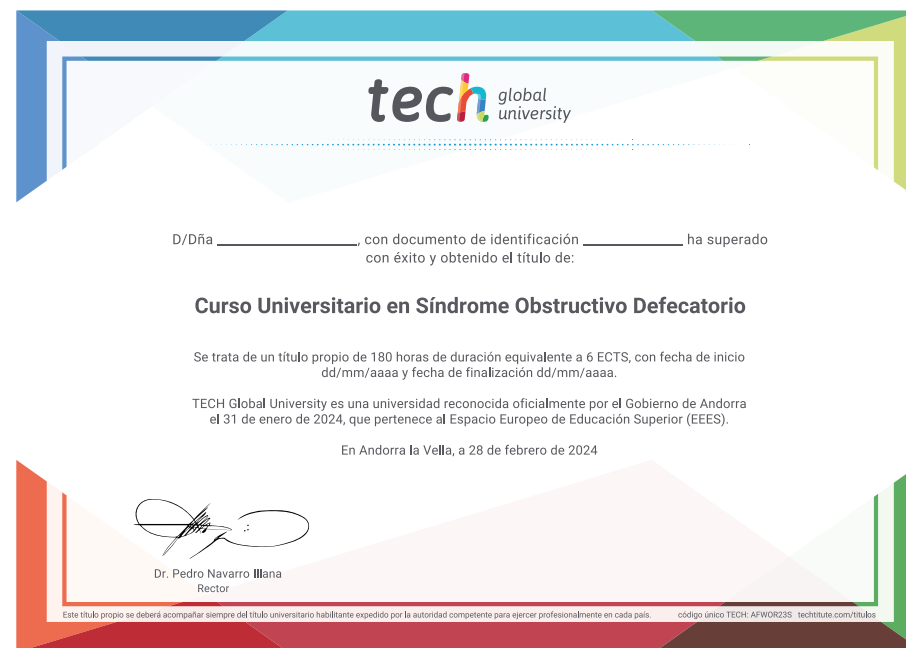 tech global university
D/Dña ____________________, con documento de identificación ______________ ha superado
con éxito y obtenido el título de:
Curso Universitario en Síndrome Obstructivo Defecatorio
Se trata de un título propio de 180 horas de duración equivalente a 6 ECTS, con fecha de inicio
dd/mm/aaaa y fecha de finalización dd/mm/aaaa.
TECH Global University es una universidad reconocida oficialmente por el Gobierno de Andorra
el 31 de enero de 2024, que pertenece al Espacio Europeo de Educación Superior (EEES).
En Andorra la Vella, a 28 de febrero de 2024
Dr. Pedro Navarro Illana
Rector
Este título propio se deberá acompañar siempre del título universitario habilitante expedido por la autoridad competente para ejercer profesionalmente en cada país. código único TECH: AFWOR23S techtitute.com/titulos